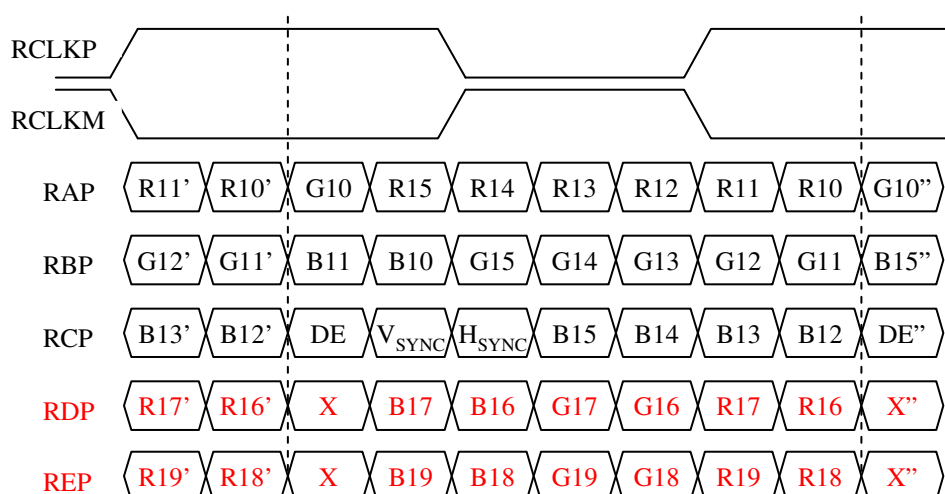 RCLKP
RCLKM
RAP R11’ R10’ G10 R15 R14 R13 R12 R11 R10 G10”
RBP G12’ G11’ B11 B10 G15 G14 G13 G12 G11 B15”
RCP B13’ B12’ DE VSYNC HSYNC B15 B14 B13 B12 DE”
RDP R17’ R16’ X B17 B16 G17 G16 R17 R16 X”
REP R19’ R18’ X B19 B18 G19 G18 R19 R18 X”